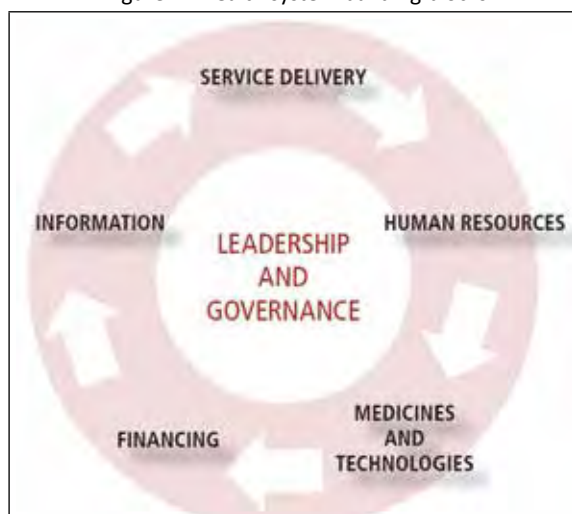 SERVICE DELIVERY
HUMAN RESOURCES
MEDICINES
AND
TECHNOLOGIES
FINANCING
INFORMATION
LEADERSHIP
AND
GOVERNANCE